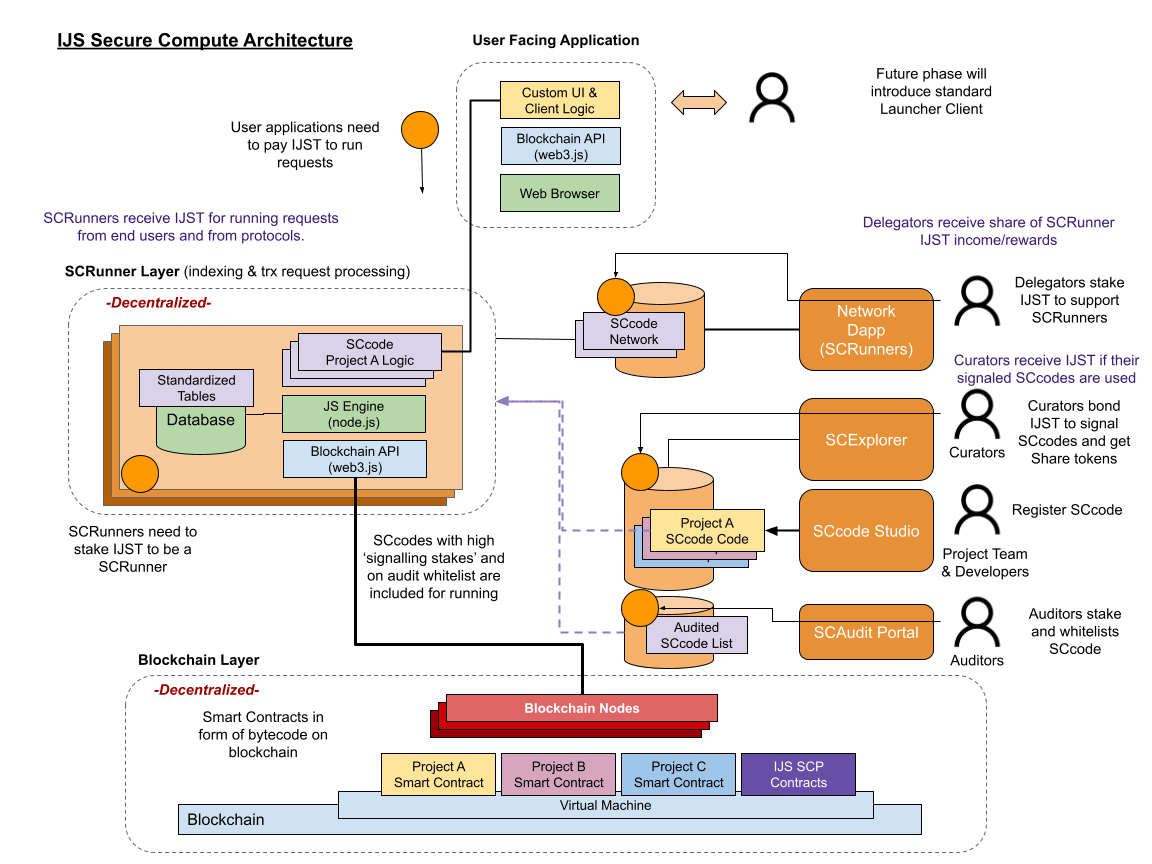 IJS Secure Compute Architecture
User Facing Application
Custom UI &
Client Logic
Blockchain API
(web3.js)
Web Browser
Future phase will
introduce standard
Launcher Client
User applications need
to pay IJST to run
requests
SCRunners receive IJST for running requests
from end users and from protocols.
SCRunner Layer (indexing & trx request processing)
-Decentralized-
SCcode
Project A Logic
Standardized
Tables
Database
JS Engine
(node.js)
Blockchain API
(web3.js)
SCRunners need to
stake IJST to be a
SCRunner
SCcodes with high
‘signalling stakes’ and
on audit whitelist are
included for running
Delegators receive share of SCRunner
IJST income/rewards
SCcode
Network
Network
Dapp
(SCRunners)
Delegators stake
IJST to support
SCRunners
Curators receive IJST if their
signaled SCcodes are used
SCExplorer
Curators
Curators bond
IJST to signal
SCcodes and get
Share tokens
Project A
SCcode Code
SCcode Studio
Register SCcode
Project Team
& Developers
Audited
SCcode List
SCAudit Portal
Auditors
Auditors stake
and whitelists
SCcode
Blockchain Layer
-Decentralized-
Smart Contracts in
form of bytecode on
blockchain
Blockchain Nodes
Project A
Smart Contract
Project B
Smart Contract
Project C
Smart Contract
IJS SCP
Contracts
Virtual Machine
Blockchain